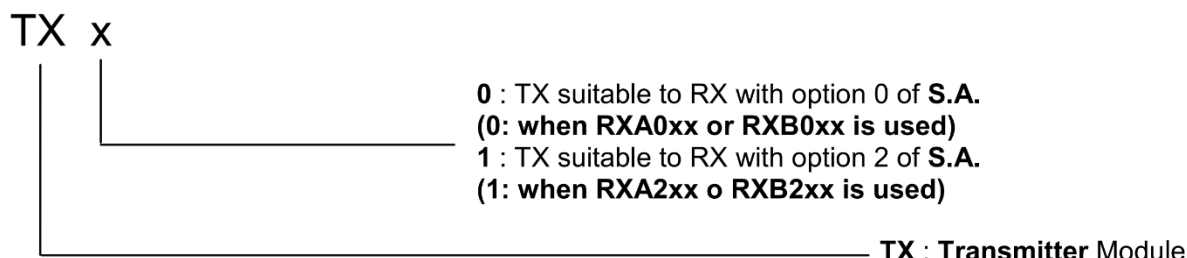 TX x
0 : TX suitable to RX with option 0 of S.A.
(0: when RXA0xx or RXB0xx is used)
1 : TX suitable to RX with option 2 of S.A.
(1: when RXA2xx o RXB2xx is used)
TX : Transmitter Module